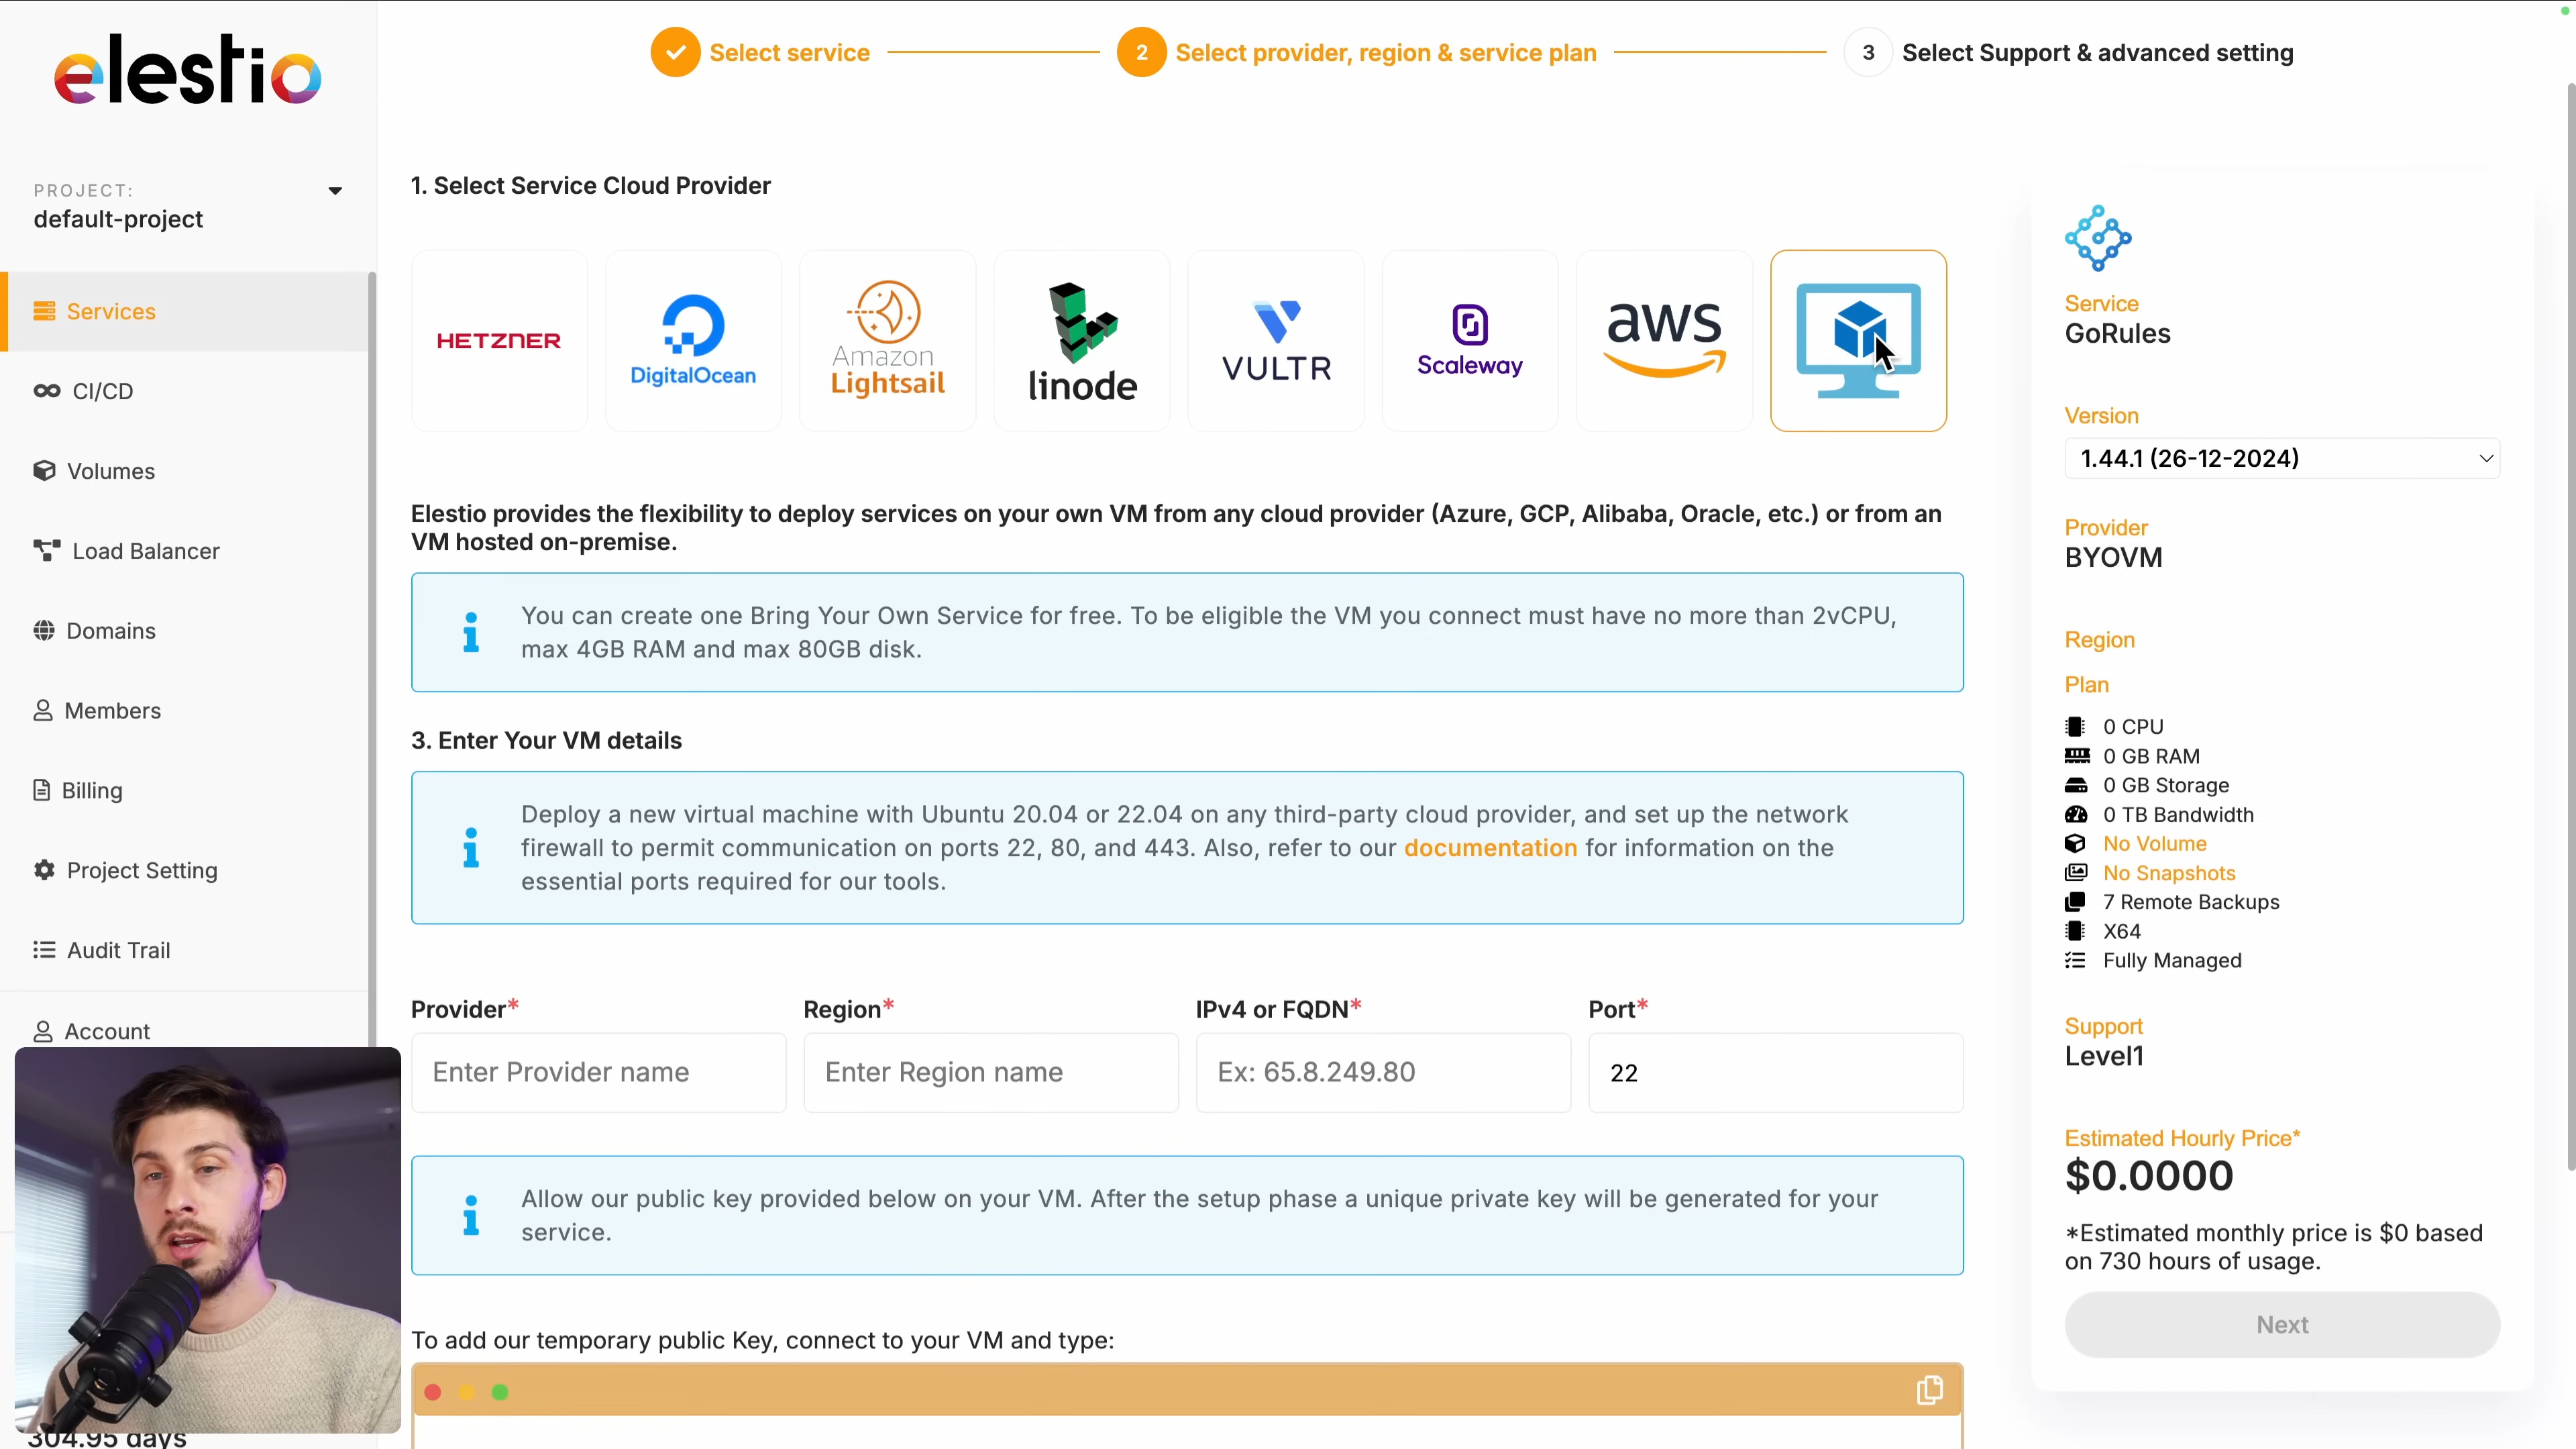 elestio
PROJECT:
default-project
Services
CI/CD
Volumes
Load Balancer
Domains
Members
Billing
Project Setting
Audit Trail
Account
304.95 days
Select service
2
Select provider, region & service plan
3
Select Support & advanced setting
1. Select Service Cloud Provider
HETZNER
DigitalOcean
Amazon
Lightsail
linode
VULTR
Scaleway
aws
Elestio provides the flexibility to deploy services on your own VM from any cloud provider (Azure, GCP, Alibaba, Oracle, etc.) or from an
VM hosted on-premise.
You can create one Bring Your Own Service for free. To be eligible the VM you connect must have no more than 2vCPU,
max 4GB RAM and max 80GB disk.
3. Enter Your VM details
Deploy a new virtual machine with Ubuntu 20.04 or 22.04 on any third-party cloud provider, and set up the network
firewall to permit communication on ports 22, 80, and 443. Also, refer to our documentation for information on the
essential ports required for our tools.
Provider*
Region*
IPv4 or FQDN*
Port*
Enter Provider name
Enter Region name
Ex: 65.8.249.80
22
Allow our public key provided below on your VM. After the setup phase a unique private key will be generated for your
service.
To add our temporary public Key, connect to your VM and type:
Service
GoRules
Version
1.44.1 (26-12-2024)
Provider
BYOVM
Region
Plan
0 CPU
0 GB RAM
0 GB Storage
0 TB Bandwidth
No Volume
No Snapshots
7 Remote Backups
X64
Fully Managed
Support
Level1
Estimated Hourly Price*
$0.0000
*Estimated monthly price is $0 based
on 730 hours of usage.
Next